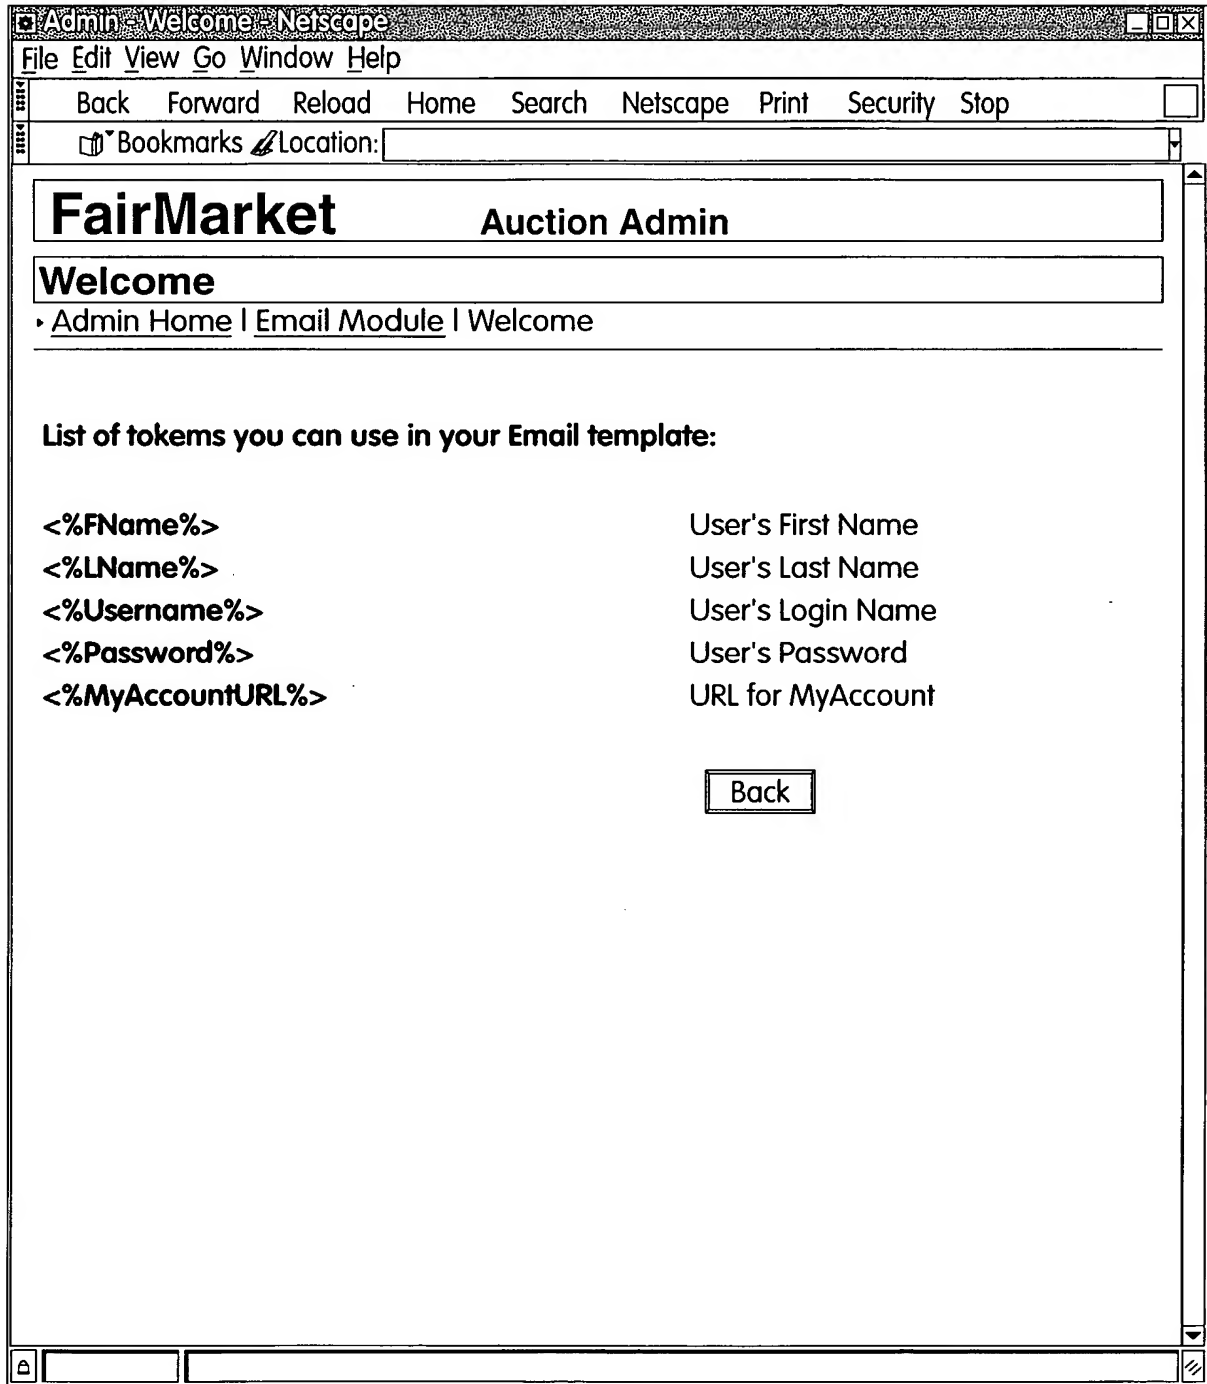 Admin - Welcome - Netscape
File Edit View Go Window Help
Back Forward Reload Home Search Netscape Print Security Stop
Bookmarks Location:
FairMarket Auction Admin
Welcome
Admin Home | Email Module | Welcome
List of tokems you can use in your Email template:
<%FName%> User's First Name
<%LName%> User's Last Name
<%Username%> User's Login Name
<%Password%> User's Password
<%MyAccountURL%> URL for MyAccount
Back